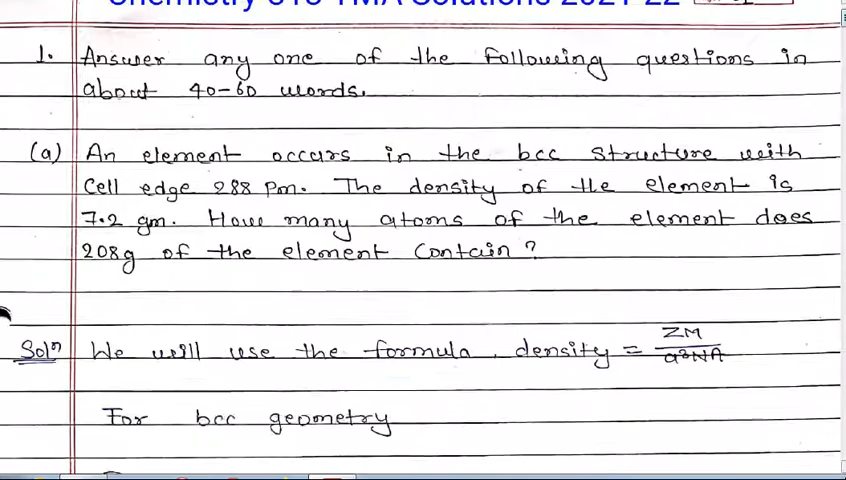 Chemistry 313 TMA Solutions 2021-22
1. Answer any one of the following questions in
about 40-60 words.
(a) An element occurs in the bcc structure with
cell edge 288 Pm. The density of the element is
7.2 gm. How many atoms of the element does
208g of the element contain ?
Solⁿ We will use the formula, density = ZM / a³NA
For bcc geometry